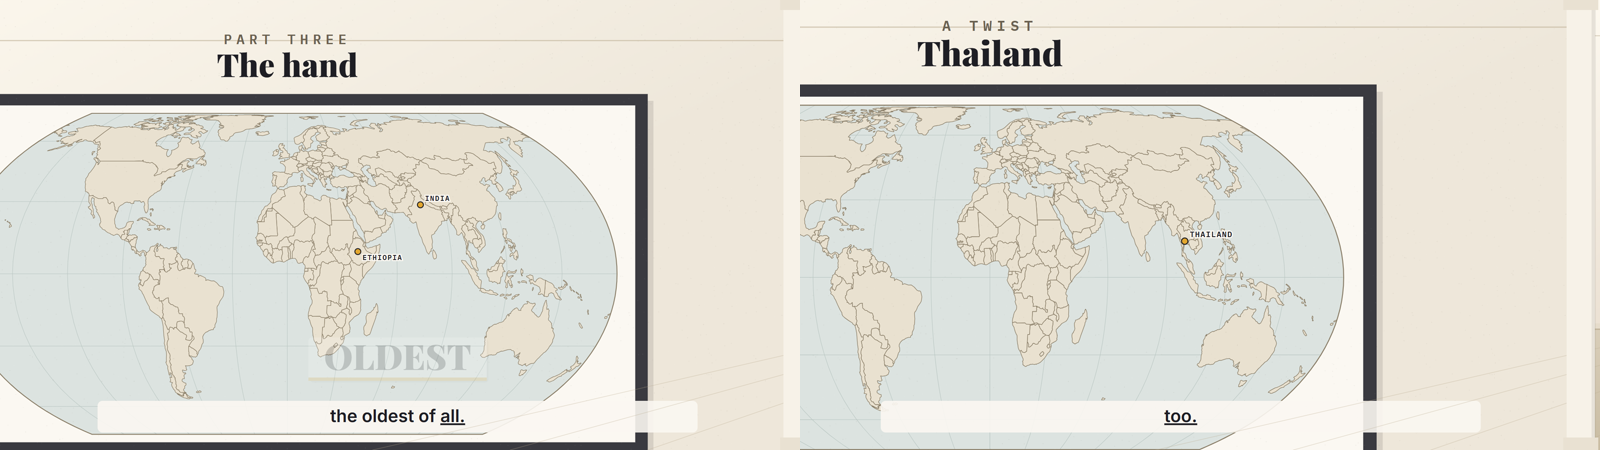 PART THREE
The hand
INDIA
ETHIOPIA
OLDEST
the oldest of all.
A TWIST
Thailand
THAILAND
too.